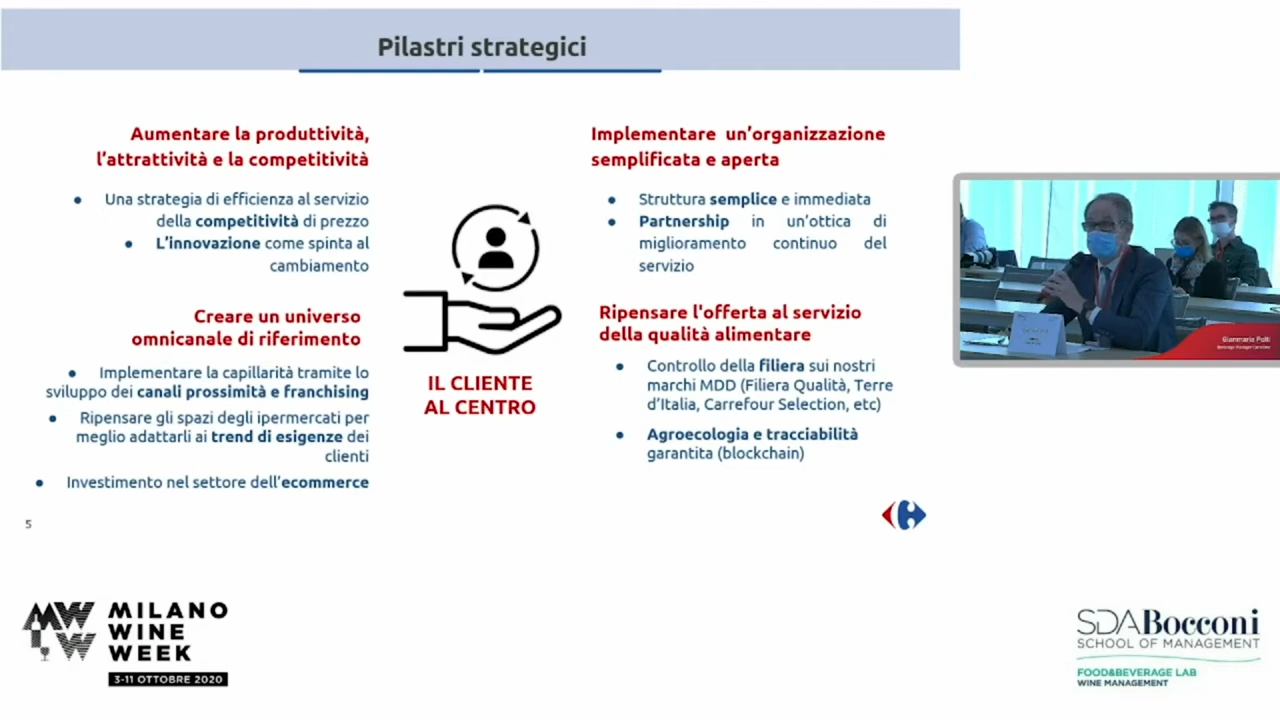 Pilastri strategici
Aumentare la produttività,
l'attrattività e la competitività
● Una strategia di efficienza al servizio
della competitività di prezzo
● L'innovazione come spinta al
cambiamento
Creare un universo
omnicanale di riferimento
● Implementare la capillarità tramite lo
sviluppo dei canali prossimità e franchising
● Ripensare gli spazi degli ipermercati per
meglio adattarli ai trend di esigenze dei
clienti
● Investimento nel settore dell'ecommerce
IL CLIENTE
AL CENTRO
Implementare un'organizzazione
semplificata e aperta
● Struttura semplice e immediata
● Partnership in un'ottica di
miglioramento continuo del
servizio
Ripensare l'offerta al servizio
della qualità alimentare
● Controllo della filiera sui nostri
marchi MDD (Filiera Qualità, Terre
d'Italia, Carrefour Selection, etc)
● Agroecologia e tracciabilità
garantita (blockchain)
5
Gianmaria Polti
MWW
MILANO
WINE
WEEK
3-11 OTTOBRE 2020
SDA Bocconi
SCHOOL OF MANAGEMENT
FOOD&BEVERAGE LAB
WINE MANAGEMENT